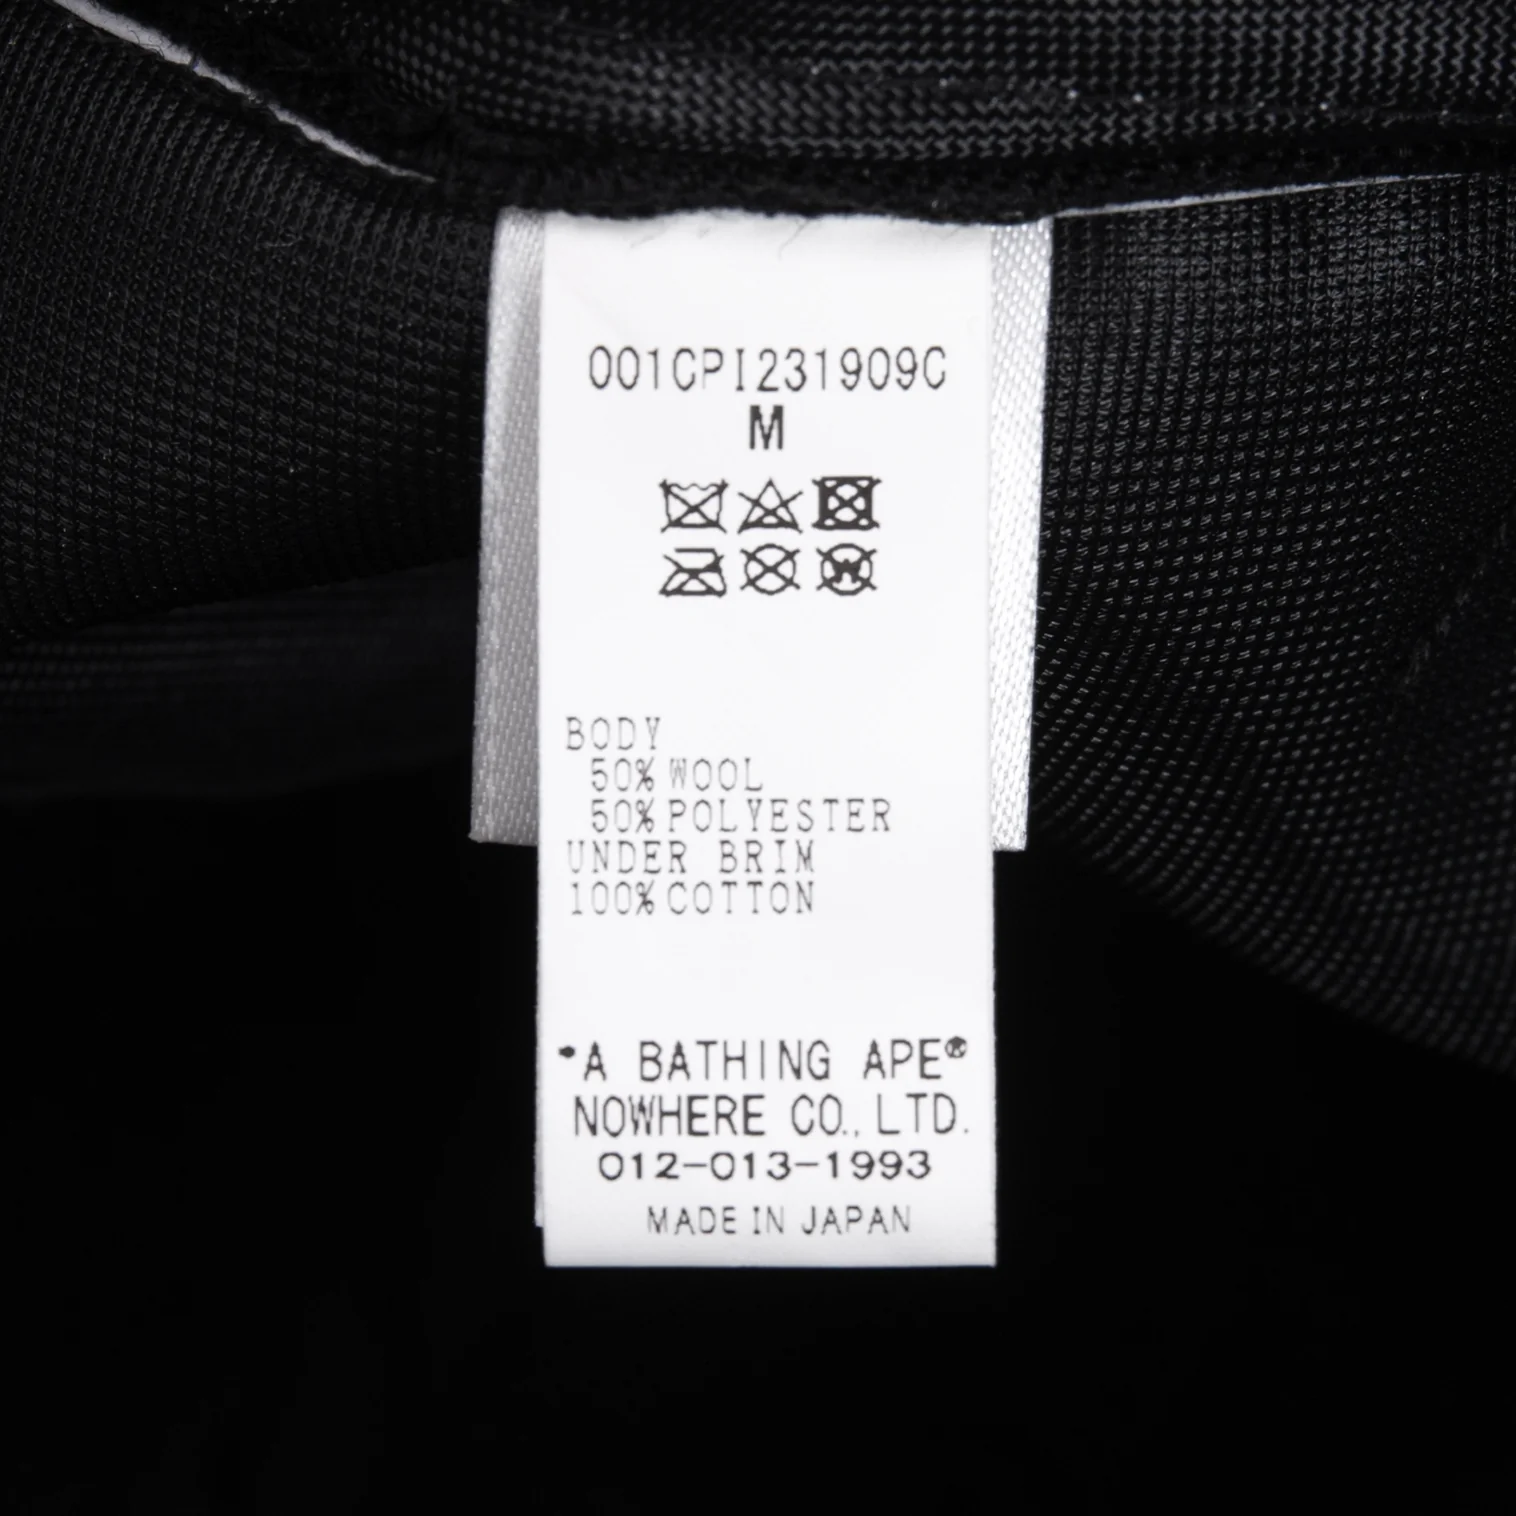 001CPI231909C
M
BODY
50% WOOL
50% POLYESTER
UNDER BRIM
100% COTTON
*A BATHING APE®
NOWHERE CO., LTD.
012-013-1993
MADE IN JAPAN